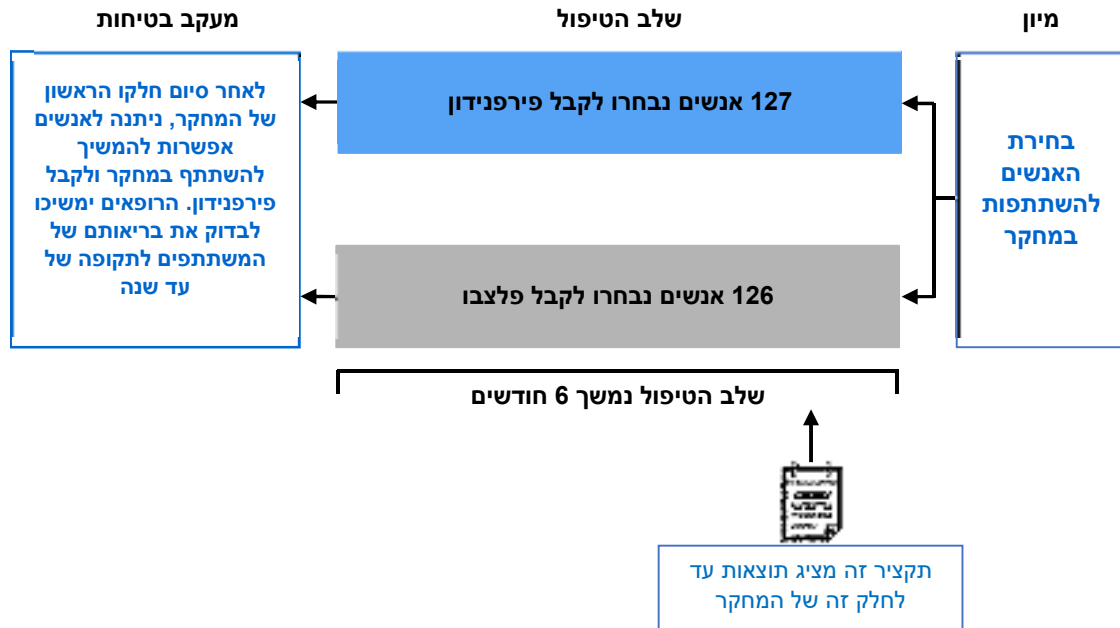 מיון
שלב הטיפול
מעקב בטיחות
בחירת
האנשים
להשתתפות
במחקר
127 אנשים נבחרו לקבל פירפנידון
126 אנשים נבחרו לקבל פלצבו
לאחר סיום חלקו הראשון
של המחקר, ניתנה לאנשים
אפשרות להמשיך
להשתתף במחקר ולקבל
פירפנידון. הרופאים ימשיכו
לבדוק את בריאותם של
המשתתפים לתקופה של
עד שנה
שלב הטיפול נמשך 6 חודשים
תקציר זה מציג תוצאות עד
לחלק זה של המחקר